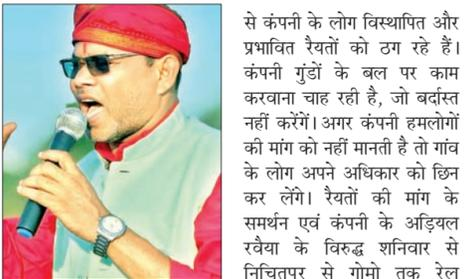 से कंपनी के लोग विस्थापित और
प्रभावित रैयतों को ठग रहे हैं।
कंपनी गुंडों के बल पर काम
करवाना चाह रही है, जो बर्दास्त
नहीं करेंगें। अगर कंपनी हमलोगों
की मांग को नहीं मानती है तो गांव
के लोग अपने अधिकार को छिन
कर लेंगे। रैयतों की मांग के
समर्थन एवं कंपनी के अड़ियल
रवैया के विरुद्ध शनिवार से
निचितपुर से गोमो तक रेल